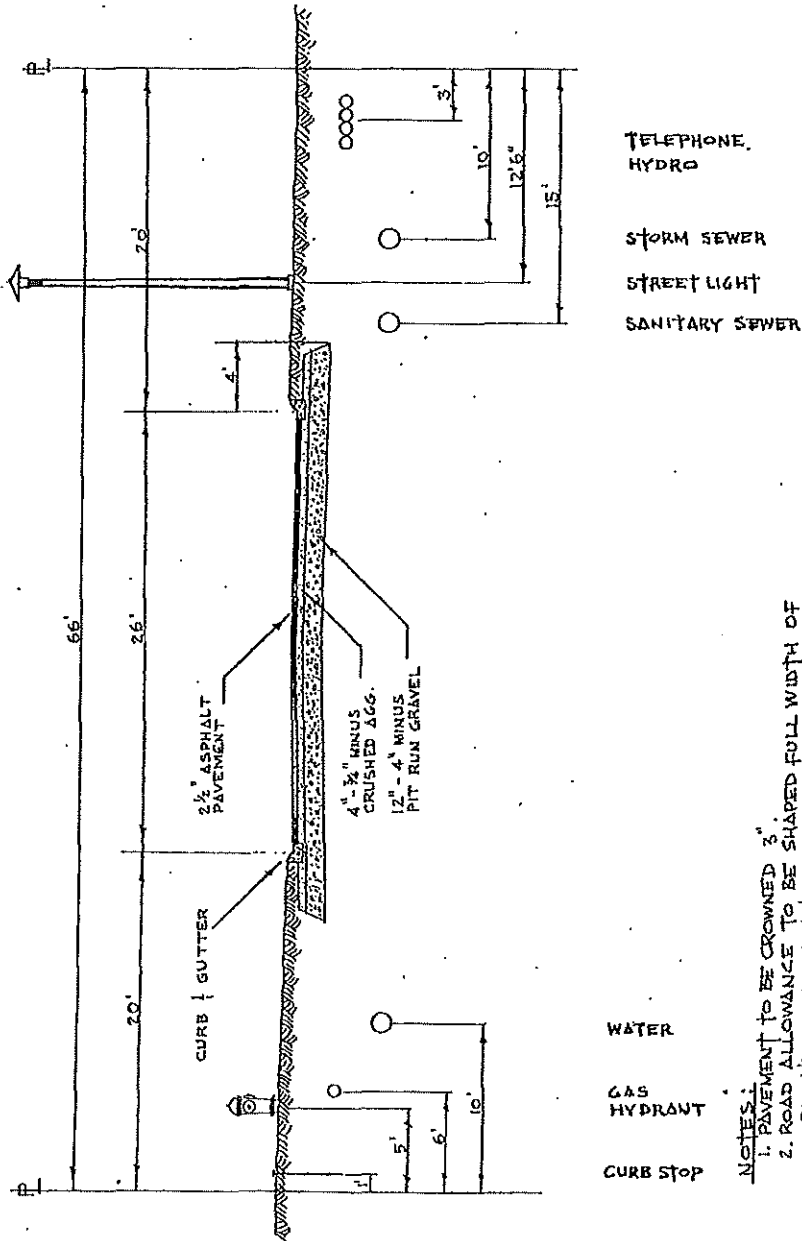 66'
20'
26'
20'
CURB & GUTTER
2½" ASPHALT
PAVEMENT
4'
4" - ¾" MINUS
CRUSHED AGG.
12" - 4" MINUS
PIT RUN GRAVEL
1'
5'
6'
10'
3'
10'
12'6"
15'
TELEPHONE.
HYDRO
STORM SEWER
STREET LIGHT
SANITARY SEWER
WATER
GAS
HYDRANT
CURB STOP
NOTES:
1. PAVEMENT TO BE CROWNED 3".
2. ROAD ALLOWANCE TO BE SHAPED FULL WIDTH OF